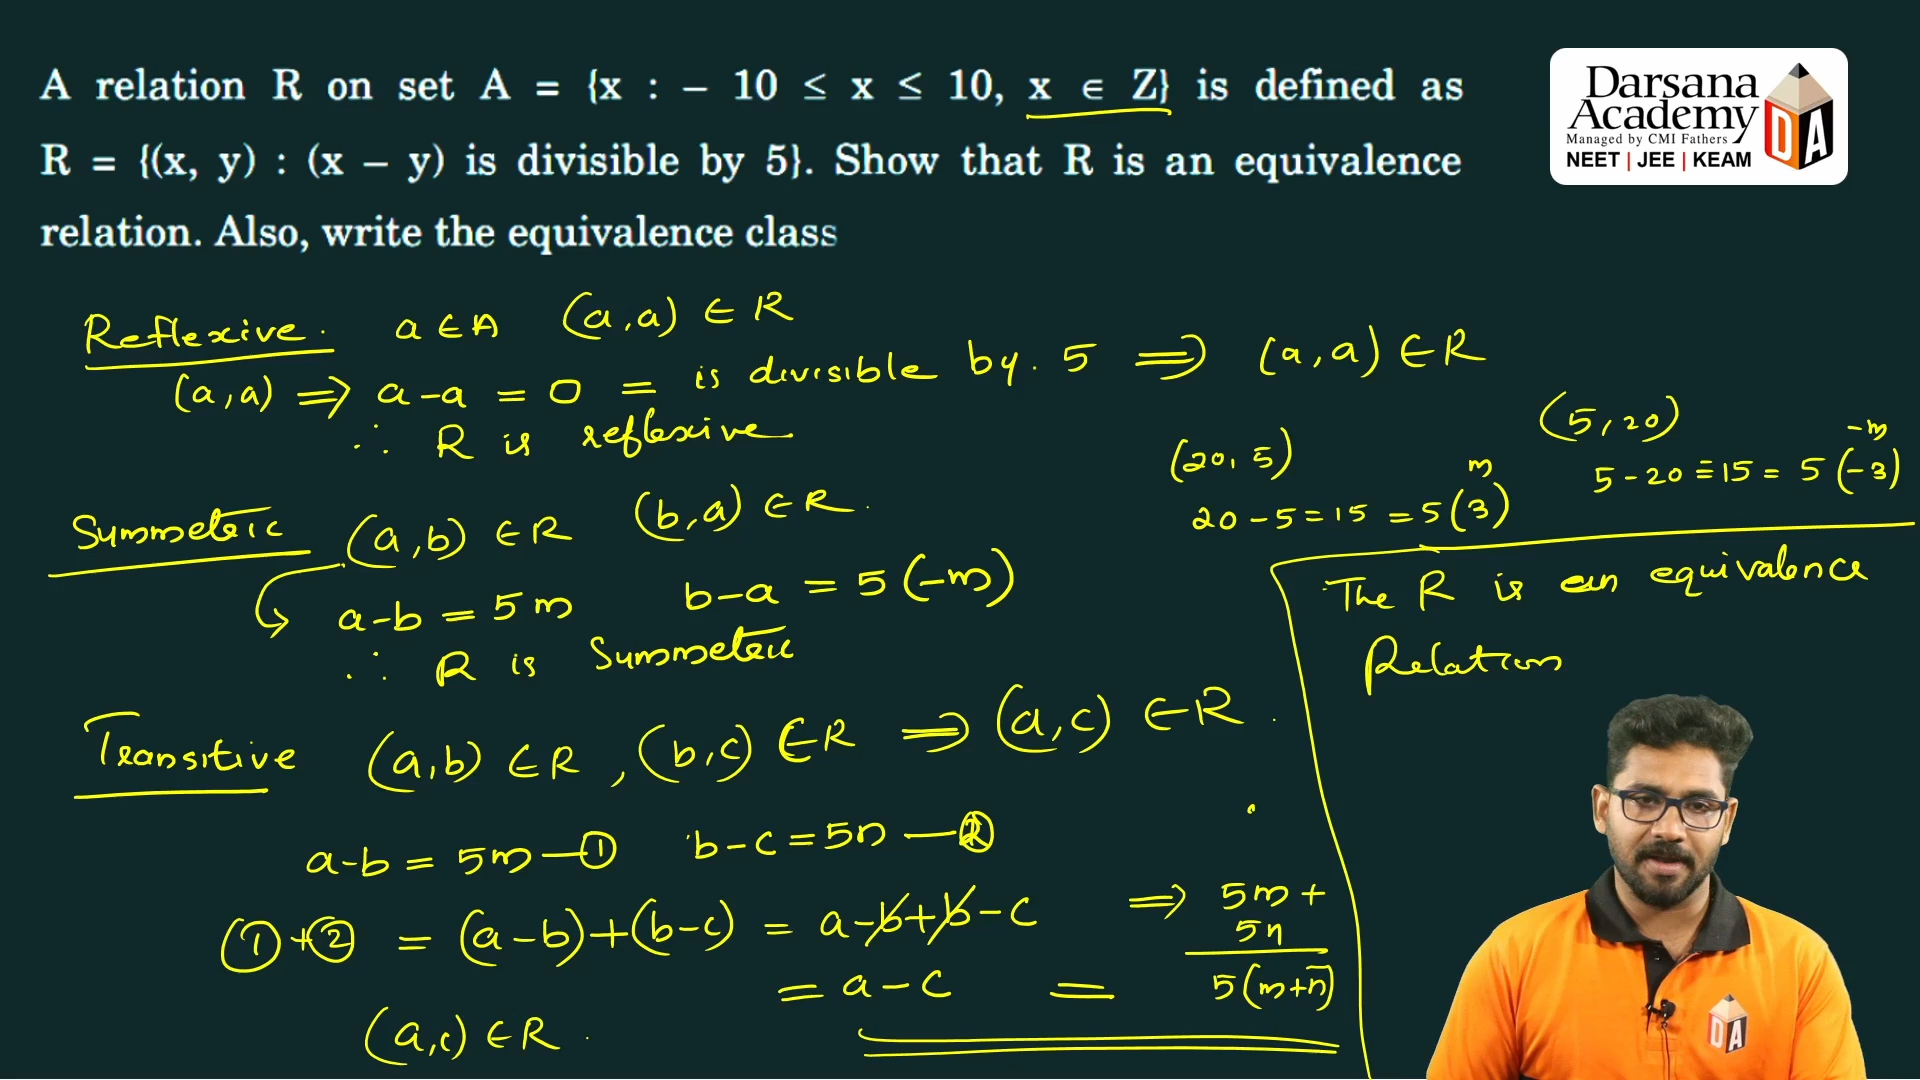 A relation R on set A = {x : – 10 ≤ x ≤ 10, x ∈ Z} is defined as
R = {(x, y) : (x – y) is divisible by 5}. Show that R is an equivalence
relation. Also, write the equivalence class
Darsana
Academy
Managed by CMI Fathers
NEET | JEE | KEAM
DA
Reflexive. a ∈ A (a,a) ∈ R
(a,a) ⟹ a-a = 0 = is divisible by. 5 ⟹ (a,a) ∈ R
∴ R is reflexive
(20, 5)
20-5=15 = 5(3)
m
(5,20)
5-20=-15 = 5(-3)
-m
Symmetric (a,b) ∈ R (b,a) ∈ R.
a-b = 5m b-a = 5(-m)
∴ R is Symmetric
Transitive (a,b) ∈ R , (b,c) ∈ R ⟹ (a,c) ∈ R.
a-b = 5m —① b-c = 5n —②
①+② = (a-b)+(b-c) = a-b+b-c ⟹ 5m+
5n
= a-c = 5(m+n)
(a,c) ∈ R.
The R is an equivalence
Relation
DA